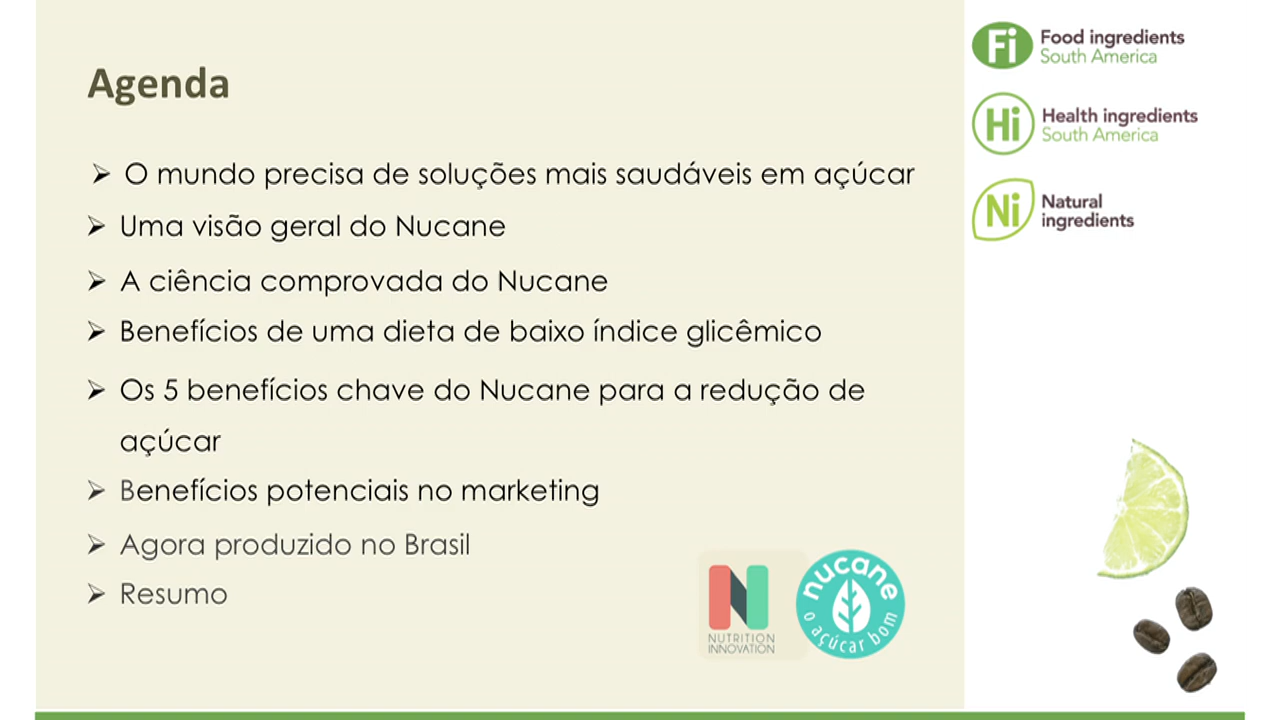 Agenda
O mundo precisa de soluções mais saudáveis em açúcar
Uma visão geral do Nucane
A ciência comprovada do Nucane
Benefícios de uma dieta de baixo índice glicêmico
Os 5 benefícios chave do Nucane para a redução de
açúcar
Benefícios potenciais no marketing
Agora produzido no Brasil
Resumo
N
NUTRITION
INNOVATION
nucane
o açúcar bom
Fi
Food ingredients
South America
Hi
Health ingredients
South America
Ni
Natural
ingredients